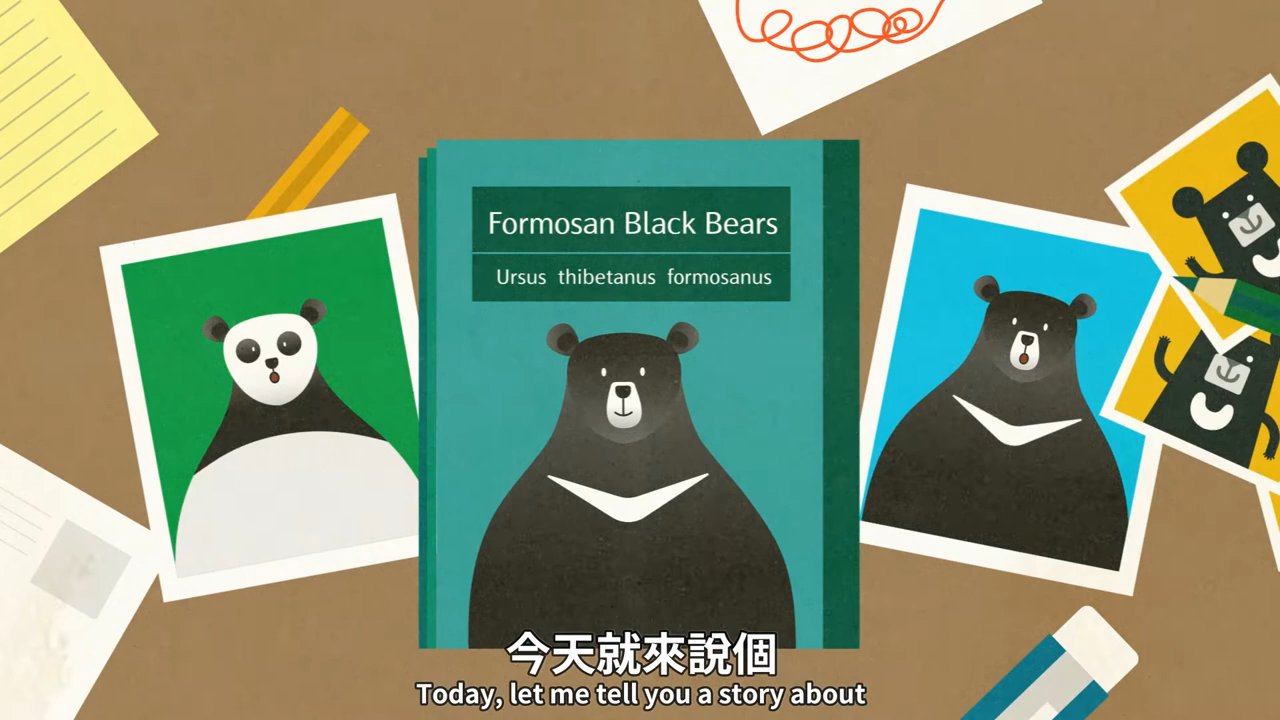 Formosan Black Bears
Ursus thibetanus formosanus
今天就來說個
Today, let me tell you a story about